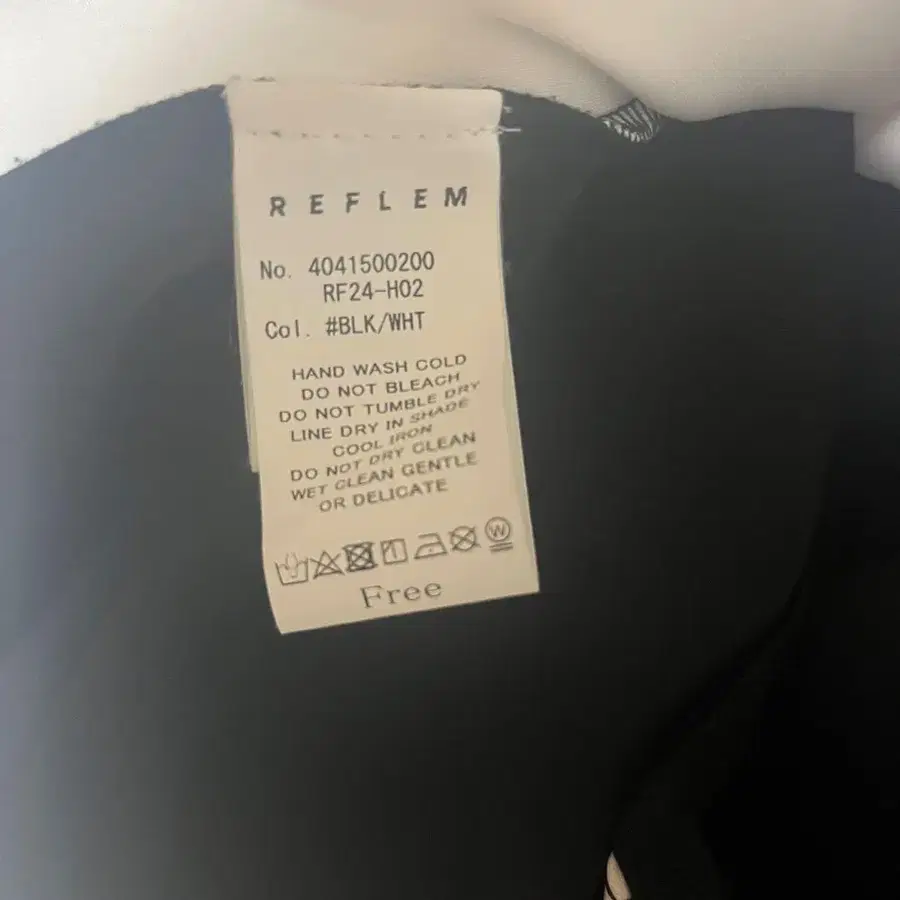 REFLEM
No. 4041500200
RF24-H02
Col. #BLK/WHT
HAND WASH COLD
DO NOT BLEACH
DO NOT TUMBLE DRY
LINE DRY IN SHADE
COOL IRON
DO NOT DRY CLEAN
WET CLEAN GENTLE
OR DELICATE
W
Free